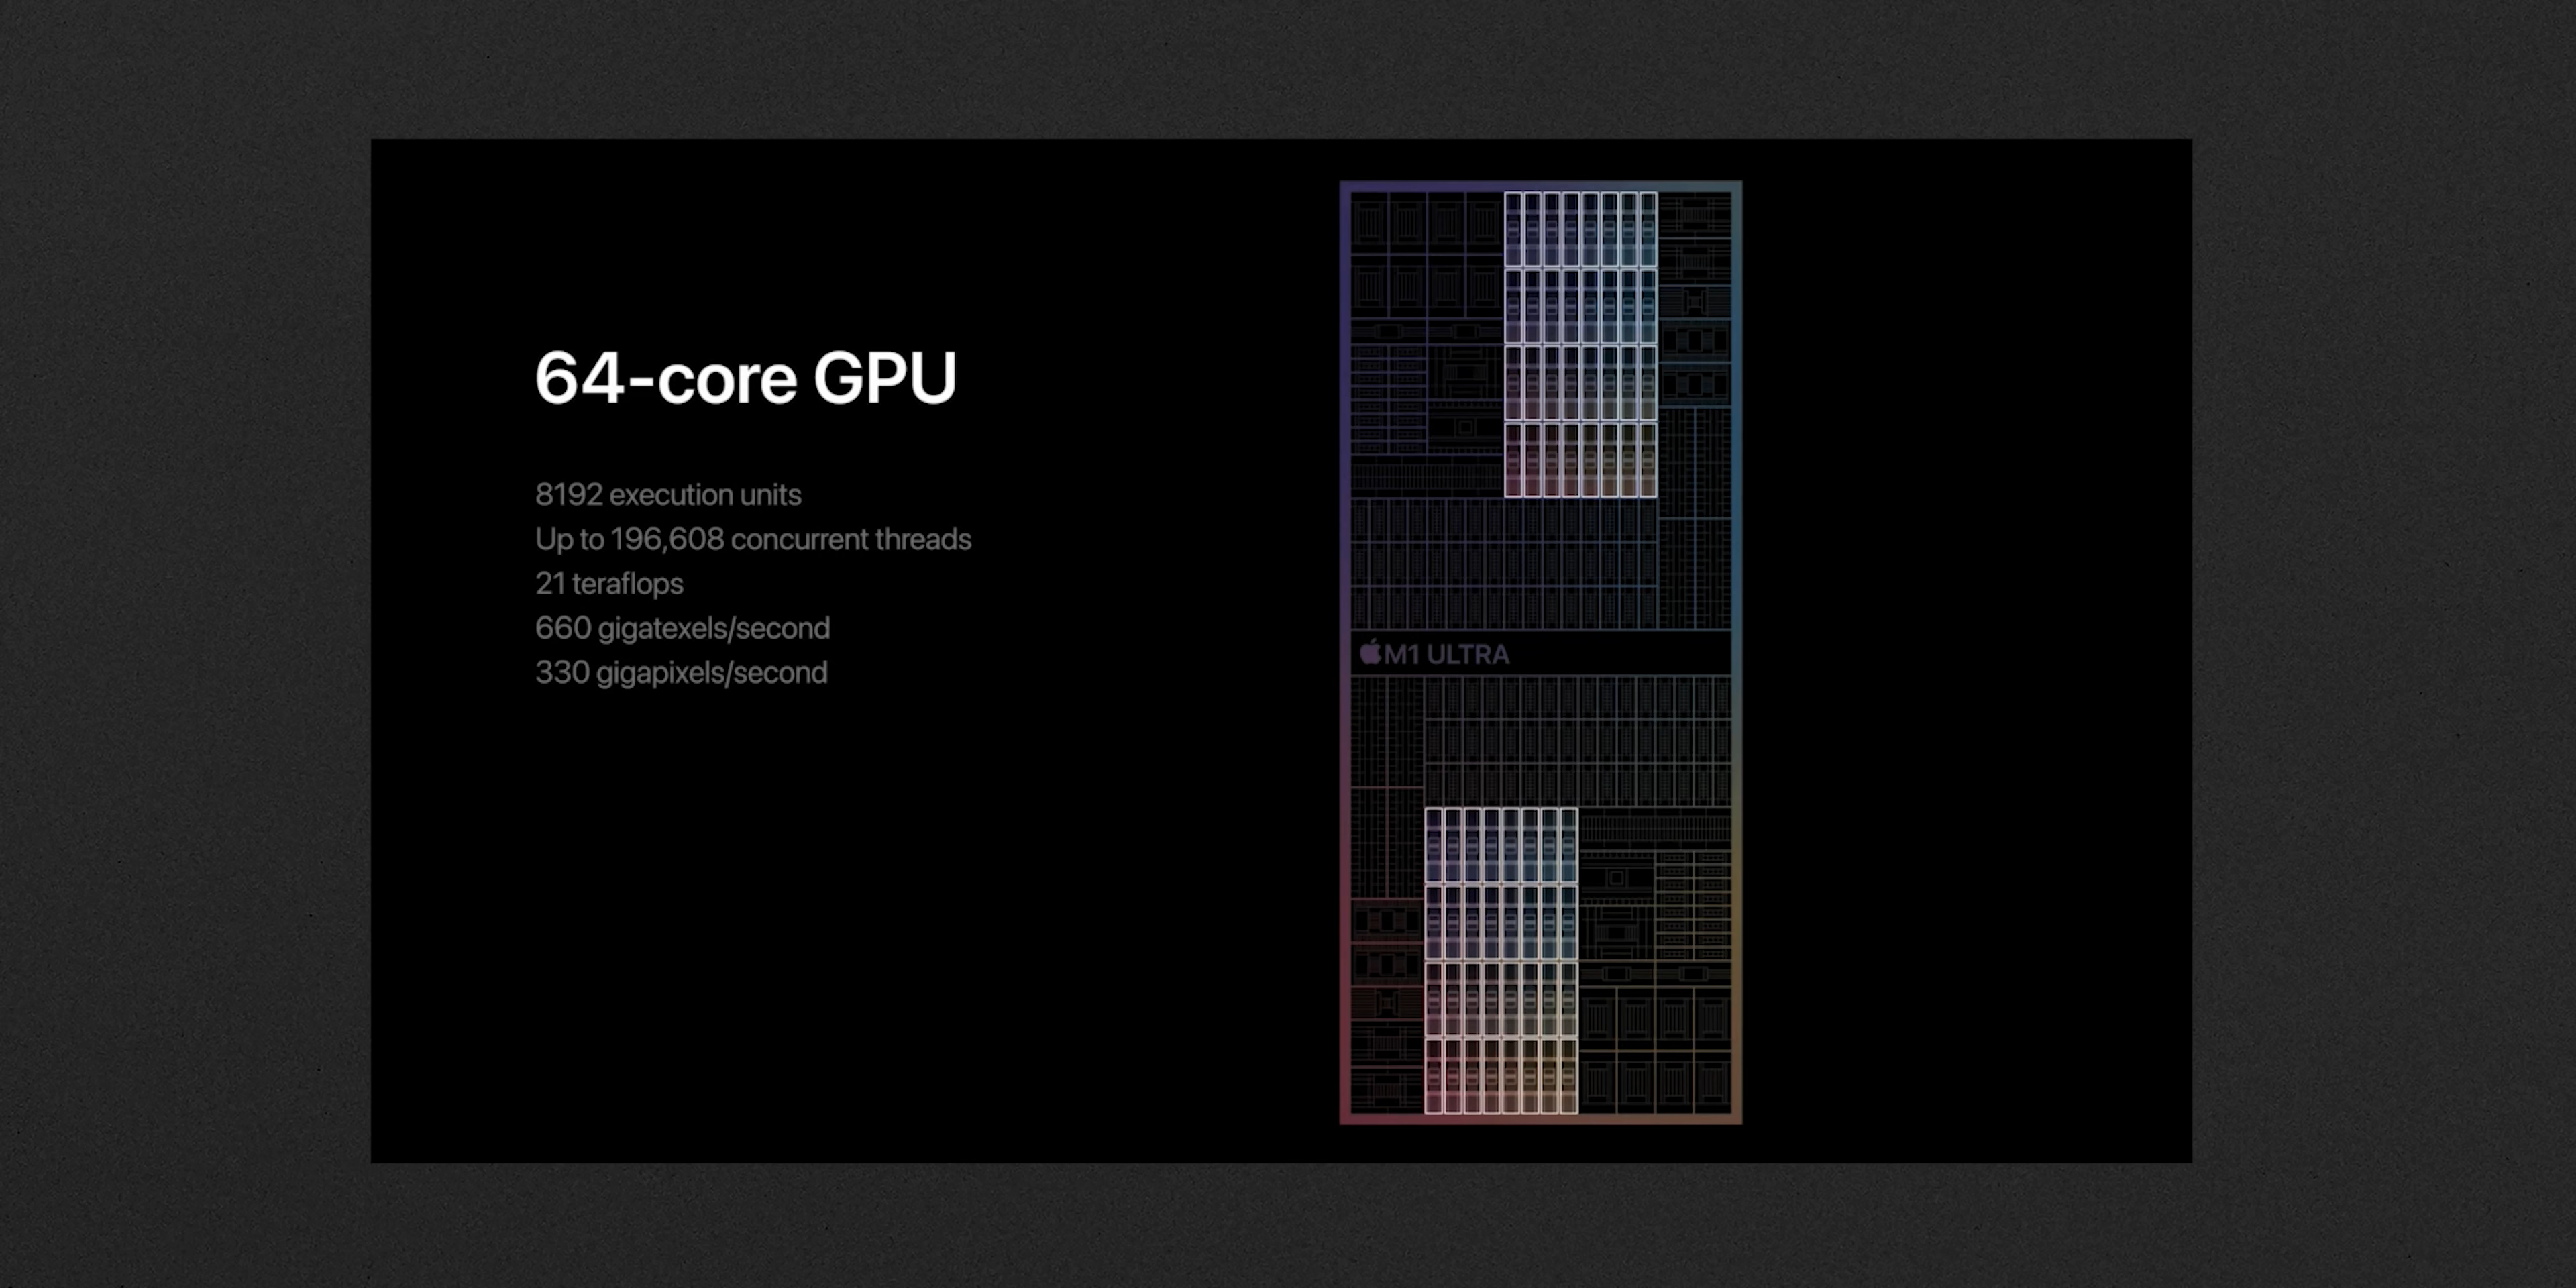 64-core GPU
8192 execution units
Up to 196,608 concurrent threads
21 teraflops
660 gigatexels/second
330 gigapixels/second
M1 ULTRA